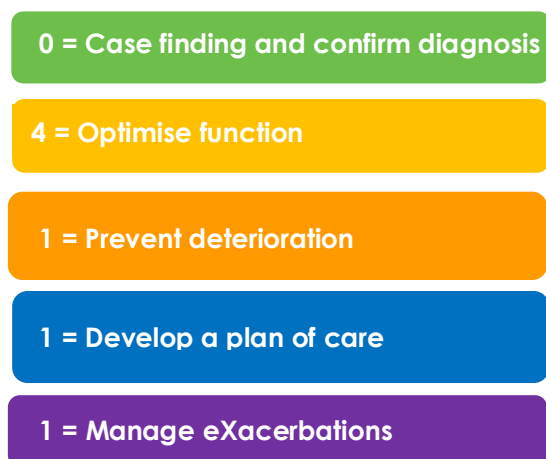 0 = Case finding and confirm diagnosis
4 = Optimise function
1 = Prevent deterioration
1 = Develop a plan of care
1 = Manage eXacerbations